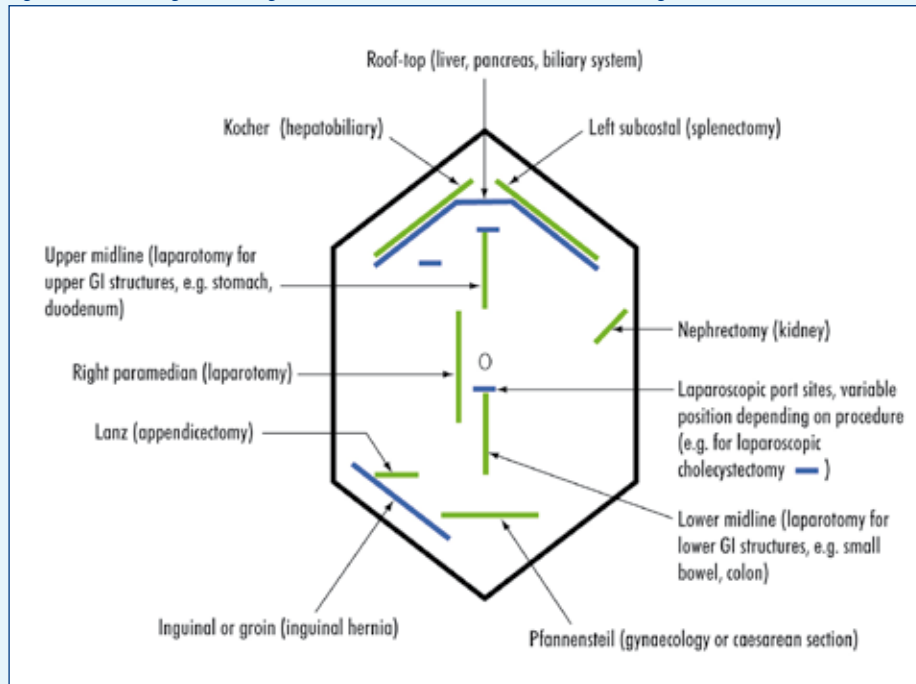 Roof-top (liver, pancreas, biliary system)
Kocher (hepatobiliary)
Left subcostal (splenectomy)
Upper midline (laparotomy for
upper GI structures, e.g. stomach,
duodenum)
Nephrectomy (kidney)
Right paramedian (laparotomy)
Laparoscopic port sites, variable
position depending on procedure
(e.g. for laparoscopic
cholecystectomy )
Lanz (appendicectomy)
Lower midline (laparotomy for
lower GI structures, e.g. small
bowel, colon)
Inguinal or groin (inguinal hernia)
Pfannensteil (gynaecology or caesarean section)